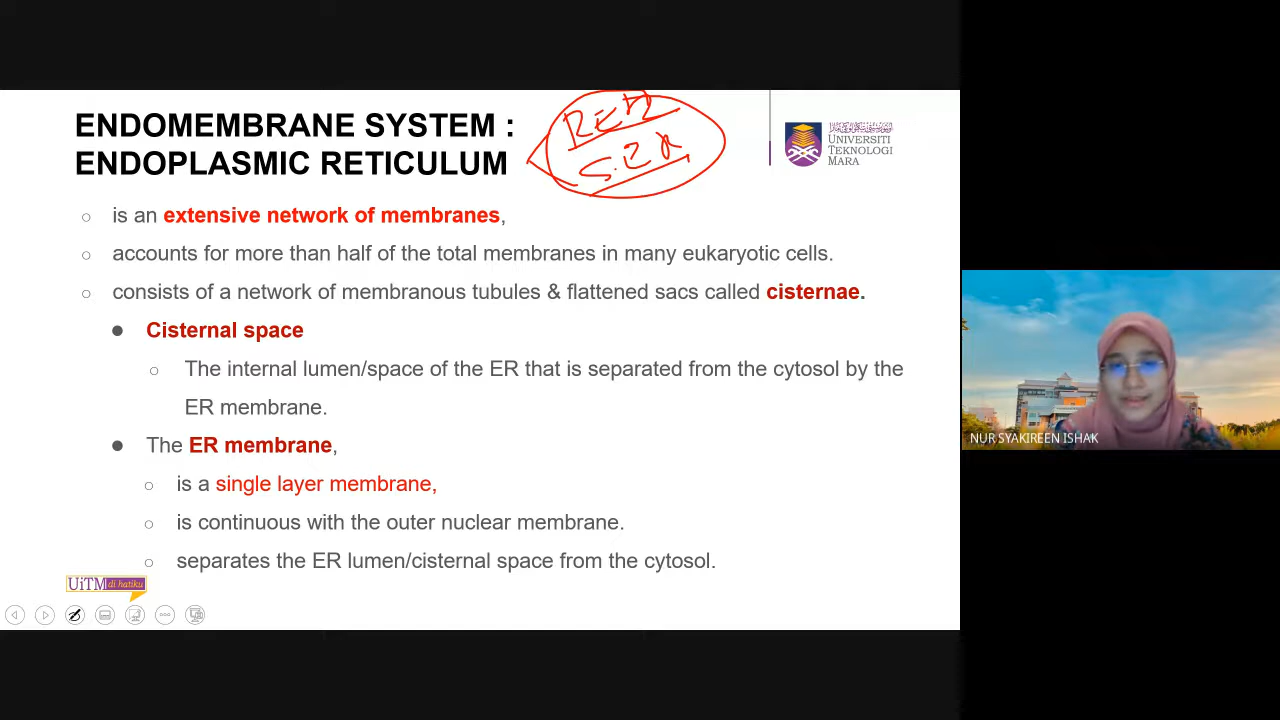 ENDOMEMBRANE SYSTEM :
ENDOPLASMIC RETICULUM
RER
S.ER
UNIVERSITI
TEKNOLOGI
MARA
○ is an extensive network of membranes,
○ accounts for more than half of the total membranes in many eukaryotic cells.
○ consists of a network of membranous tubules & flattened sacs called cisternae.
● Cisternal space
○ The internal lumen/space of the ER that is separated from the cytosol by the
ER membrane.
● The ER membrane,
○ is a single layer membrane,
○ is continuous with the outer nuclear membrane.
○ separates the ER lumen/cisternal space from the cytosol.
UiTM di hatiku
NUR SYAKIREEN ISHAK